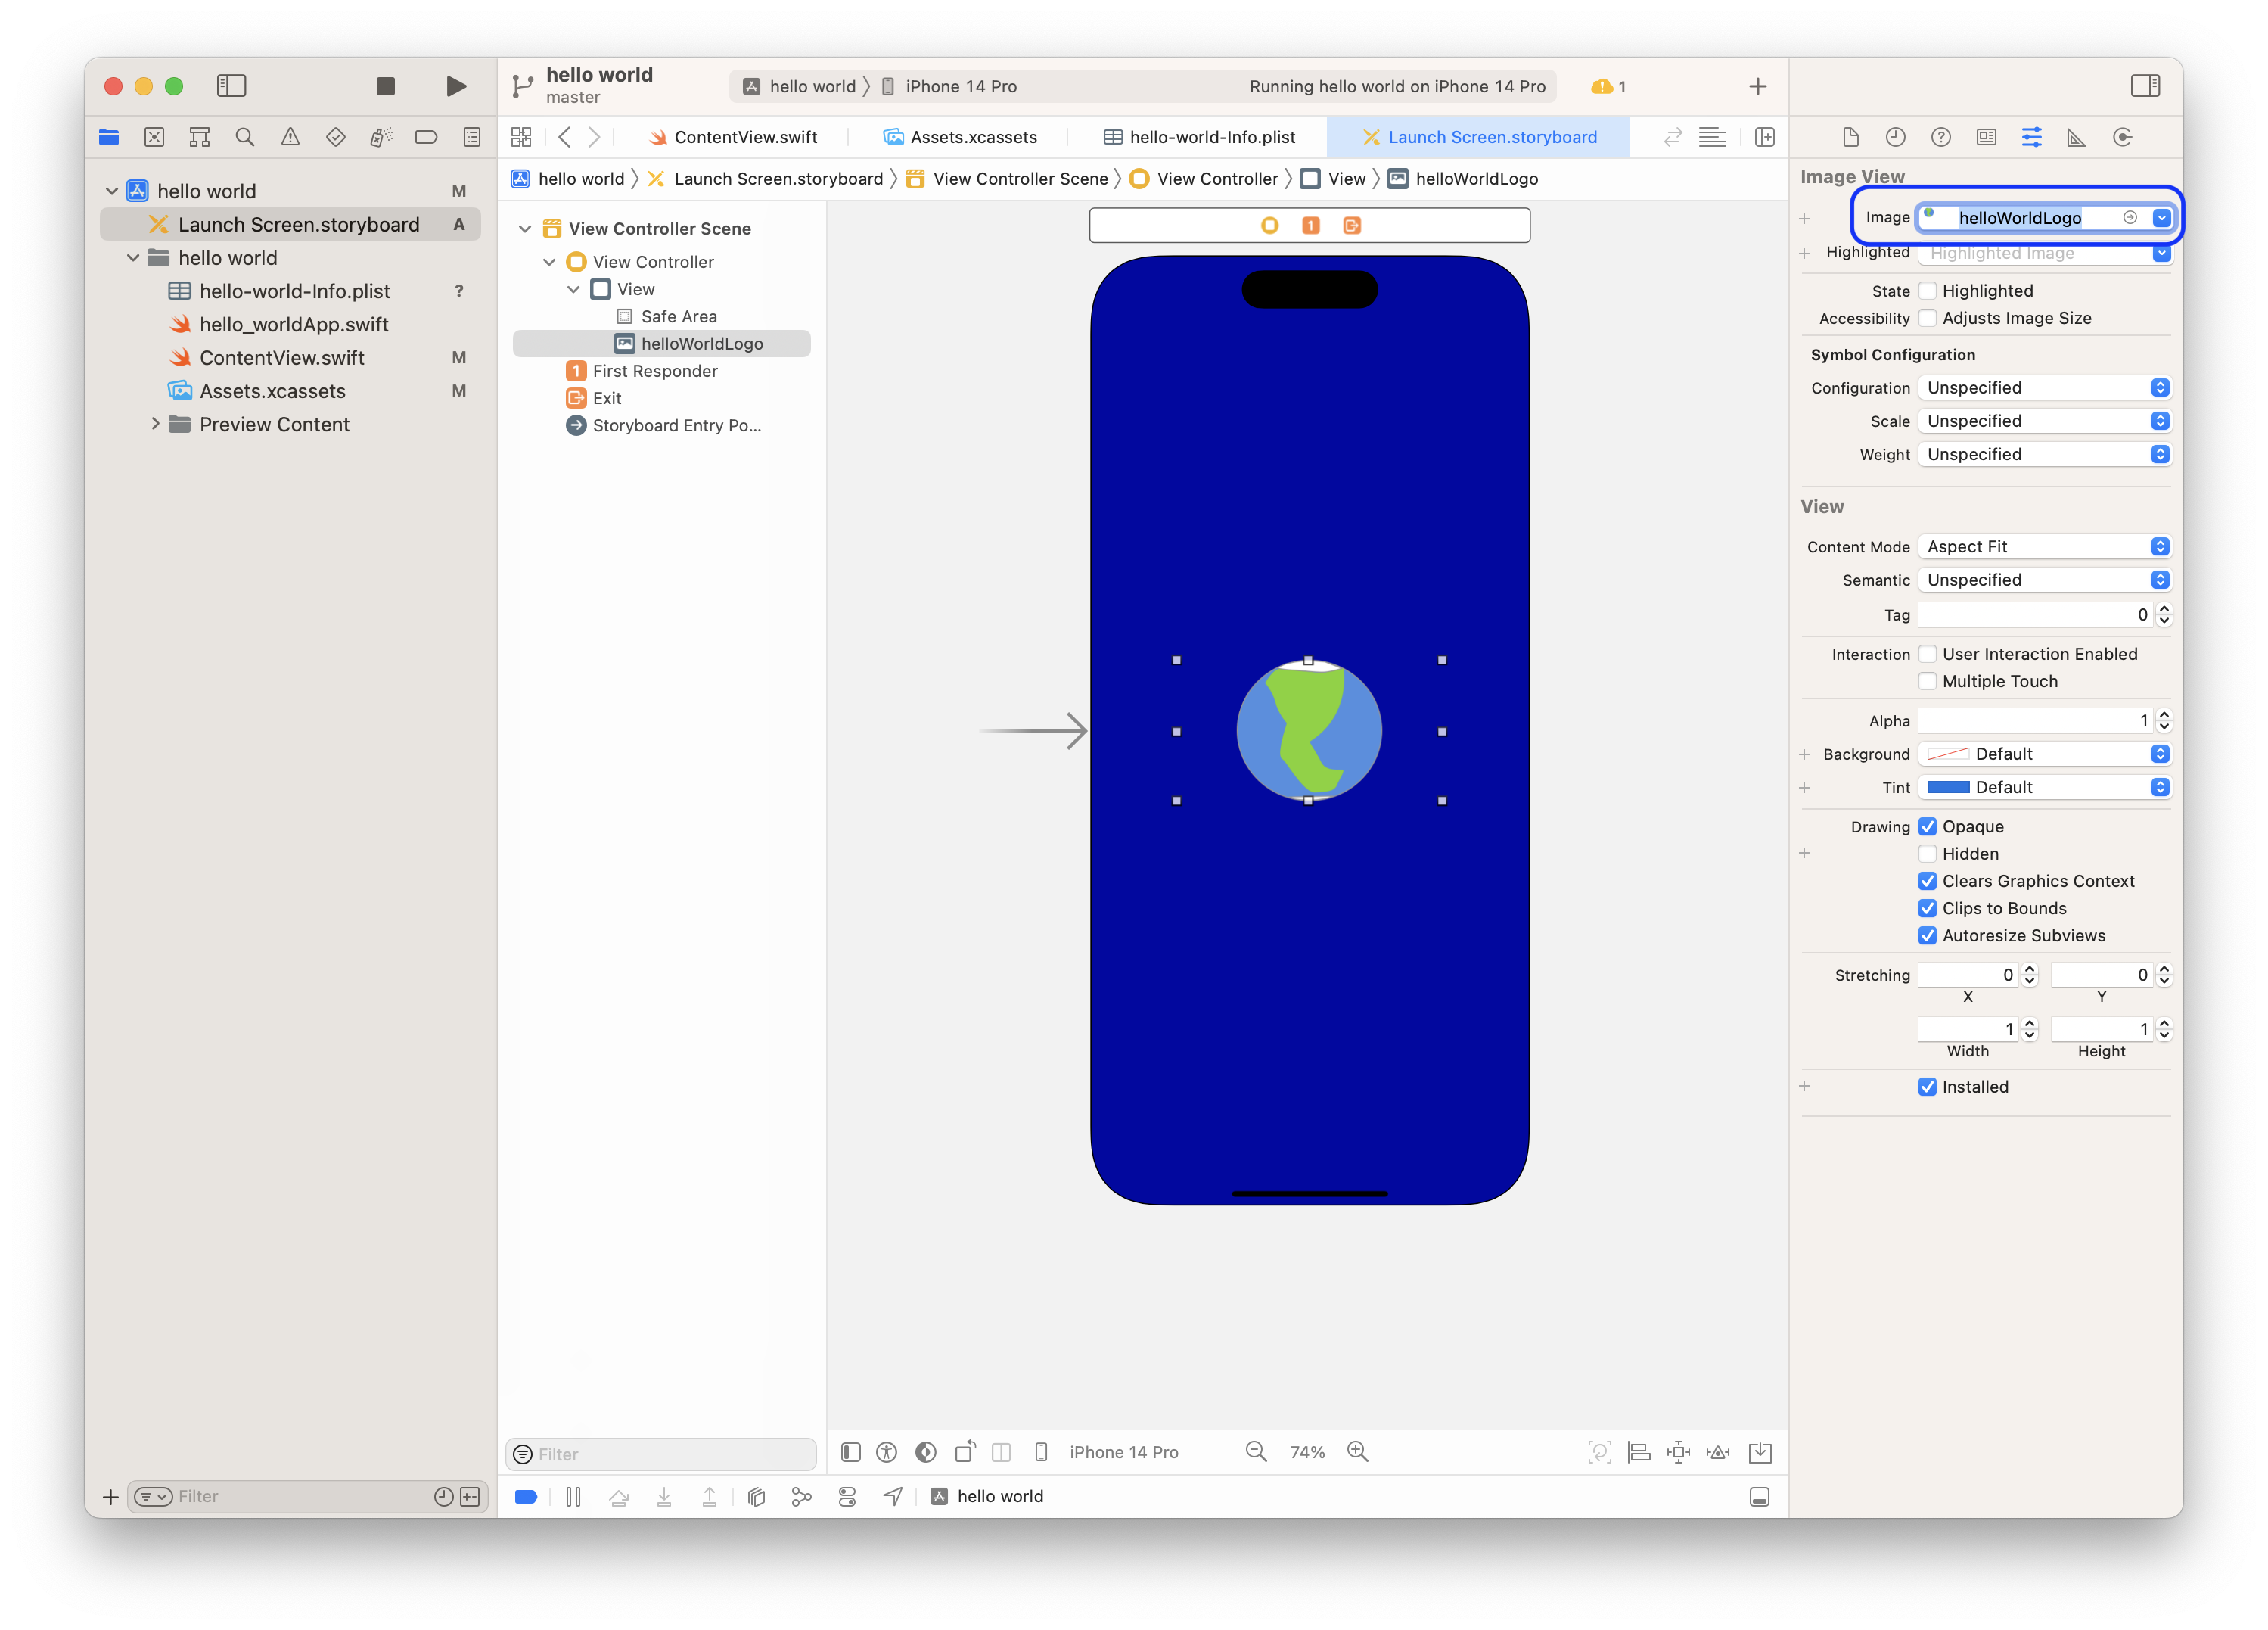 hello world
master
hello world
iPhone 14 Pro
Running hello world on iPhone 14 Pro
1
ContentView.swift
Assets.xcassets
hello-world-Info.plist
Launch Screen.storyboard
hello world
Launch Screen.storyboard
View Controller Scene
View Controller
View
helloWorldLogo
hello world M
Launch Screen.storyboard A
hello world
hello-world-Info.plist ?
hello_worldApp.swift
ContentView.swift M
Assets.xcassets M
Preview Content
Filter
View Controller Scene
View Controller
View
Safe Area
helloWorldLogo
1 First Responder
Exit
Storyboard Entry Po...
Filter
1
iPhone 14 Pro
74%
hello world
Image View
Image helloWorldLogo
Highlighted Highlighted Image
State Highlighted
Accessibility Adjusts Image Size
Symbol Configuration
Configuration Unspecified
Scale Unspecified
Weight Unspecified
View
Content Mode Aspect Fit
Semantic Unspecified
Tag 0
Interaction User Interaction Enabled
Multiple Touch
Alpha 1
Background Default
Tint Default
Drawing Opaque
Hidden
Clears Graphics Context
Clips to Bounds
Autoresize Subviews
Stretching 0 0
X Y
1 1
Width Height
Installed